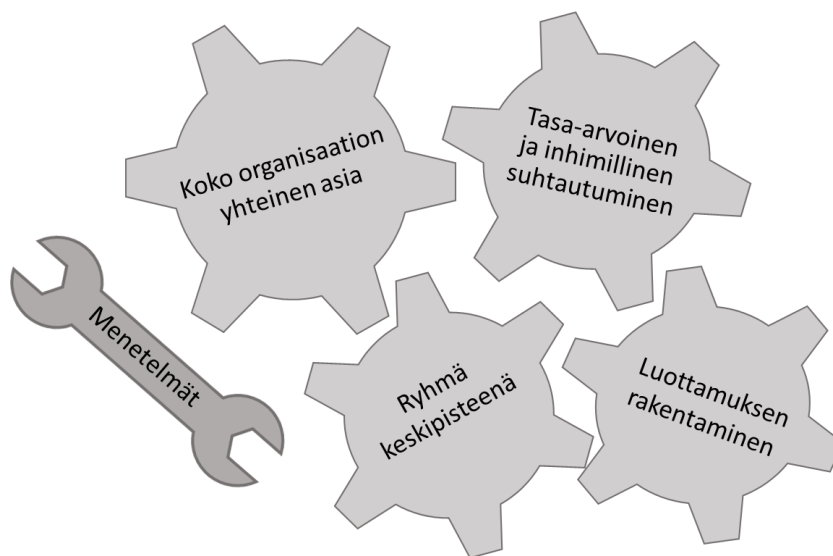 Koko organisaation
yhteinen asia
Tasa-arvoinen
ja inhimillinen
suhtautuminen
Menetelmät
Ryhmä
keskipisteenä
Luottamuksen
rakentaminen